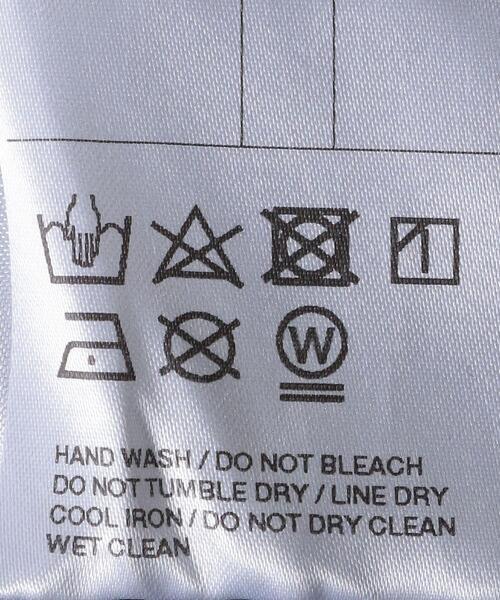 W
HAND WASH / DO NOT BLEACH
DO NOT TUMBLE DRY / LINE DRY
COOL IRON / DO NOT DRY CLEAN
WET CLEAN